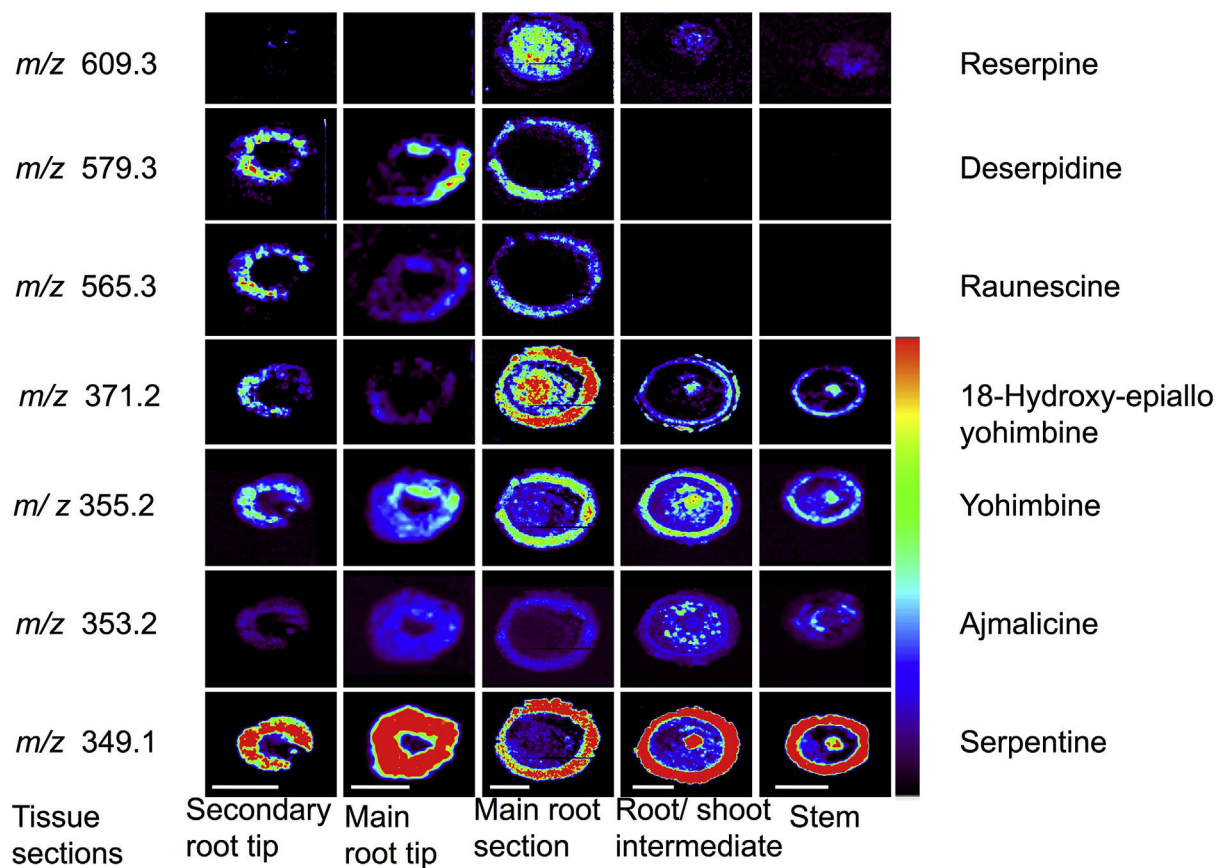 m/z 609.3
Reserpine
m/z 579.3
Deserpidine
m/z 565.3
Raunescine
m/z 371.2
18-Hydroxy-epiallo
yohimbine
m/ z 355.2
Yohimbine
m/z 353.2
Ajmalicine
m/z 349.1
Serpentine
Tissue
sections
Secondary
root tip
Main
root tip
Main root
section
Root/ shoot
intermediate
Stem